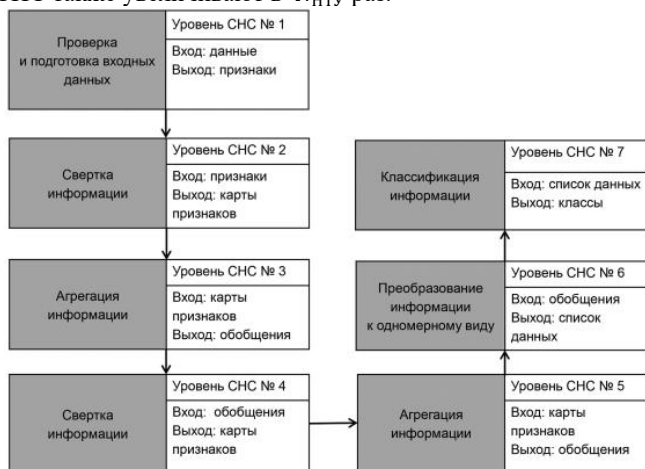 также увеличивают в
раз.
Проверка
и подготовка входных
данных
Уровень СНС № 1
Вход: данные
Выход: признаки
Свертка
информации
Уровень СНС № 2
Вход: признаки
Выход: карты
признаков
Агрегация
информации
Уровень СНС № 3
Вход: карты
признаков
Выход: обобщения
Свертка
информации
Уровень СНС № 4
Вход: обобщения
Выход: карты
признаков
Агрегация
информации
Уровень СНС № 5
Вход: карты
признаков
Выход: обобщения
Преобразование
информации
к одномерному виду
Уровень СНС № 6
Вход: обобщения
Выход: список
данных
Классификация
информации
Уровень СНС № 7
Вход: список данных
Выход: классы